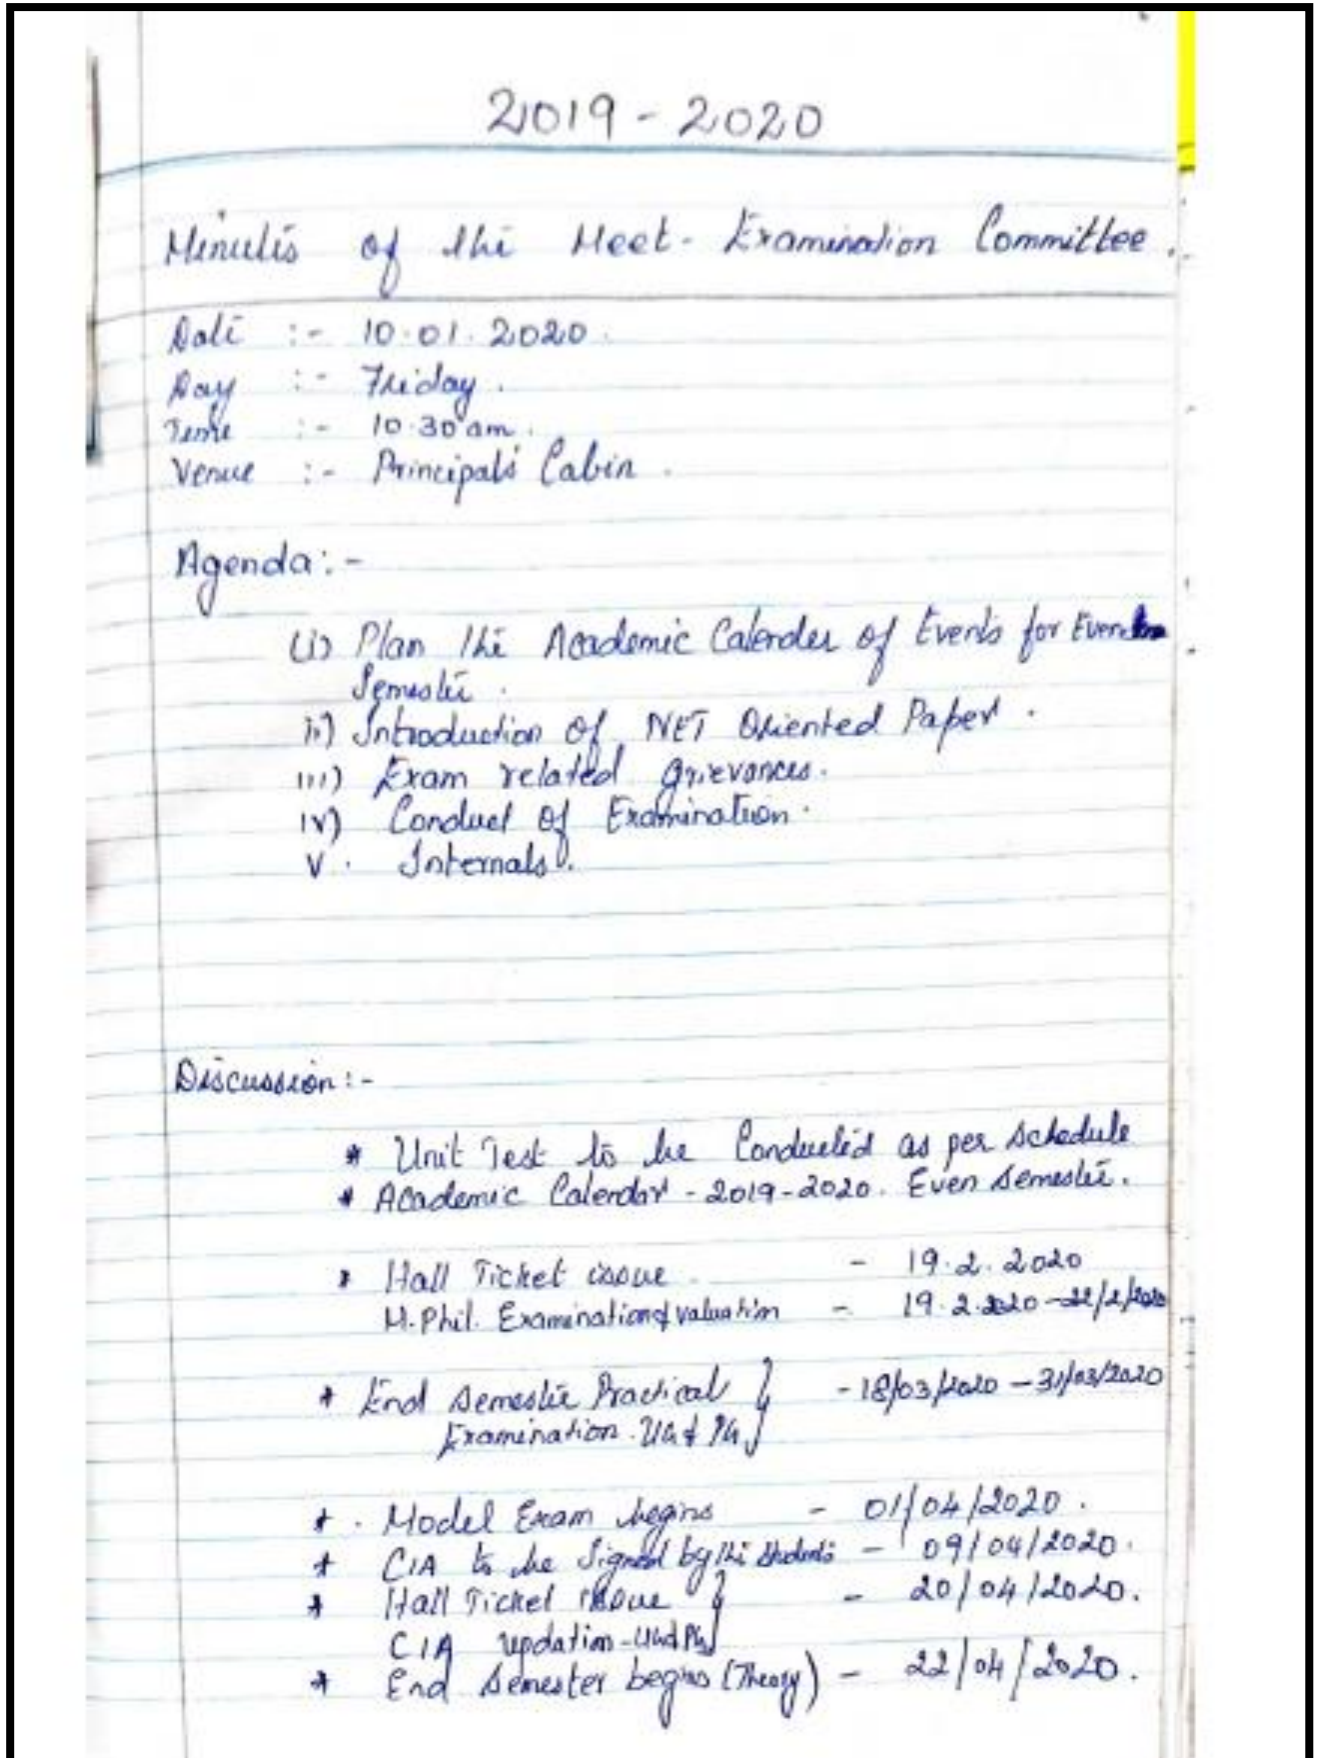 2019 - 2020
Minutes of the Meet - Examination Committee.
Date :- 10.01.2020.
Day :- Friday.
Time :- 10.30 am.
Venue :- Principal's Cabin.
Agenda:-
(i) Plan the Academic Calender of Events for Even
Semester.
ii) Introduction of NET Oriented Paper.
iii) Exam related grievances.
iv) Conduct of Examination.
V. Internals.
Discussion:-
* Unit Test to be Conducted as per schedule
* Academic Calendar - 2019-2020. Even semester.
* Hall Ticket issue - 19.2.2020
M.Phil. Examination & valuation - 19.2.2020 - 22/2/2020
* End semester Practical } - 18/03/2020 - 31/03/2020
Examination. UG & PG }
* . Model Exam begins - 01/04/2020.
* CIA to be Signed by the students - 09/04/2020.
* Hall Ticket issue } - 20/04/2020.
CIA updation - UG & PG }
* End semester begins (Theory) - 22/04/2020.